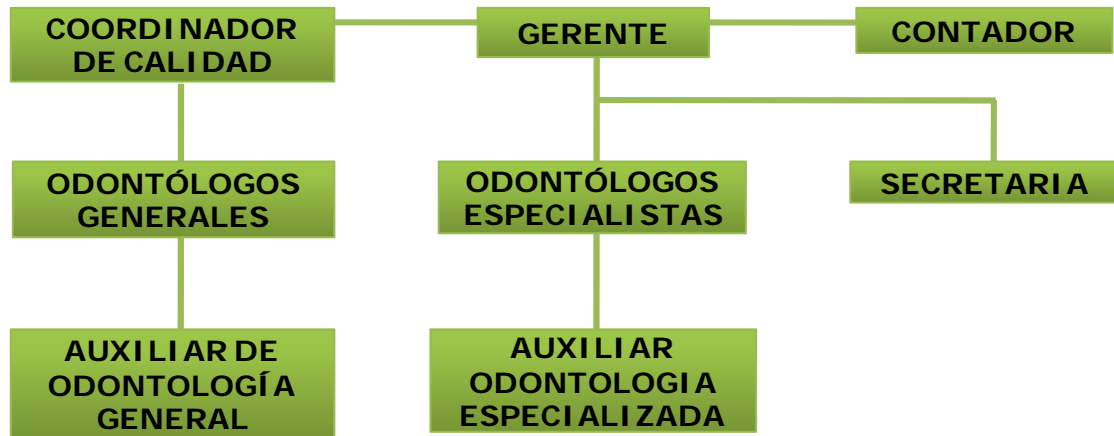 COORDINADOR
DE CALIDAD
GERENTE
CONTADOR
ODONTÓLOGOS
GENERALES
ODONTÓLOGOS
ESPECIALISTAS
SECRETARIA
AUXILIAR DE
ODONTOLOGÍA
GENERAL
AUXILIAR
ODONTOLOGIA
ESPECIALIZADA